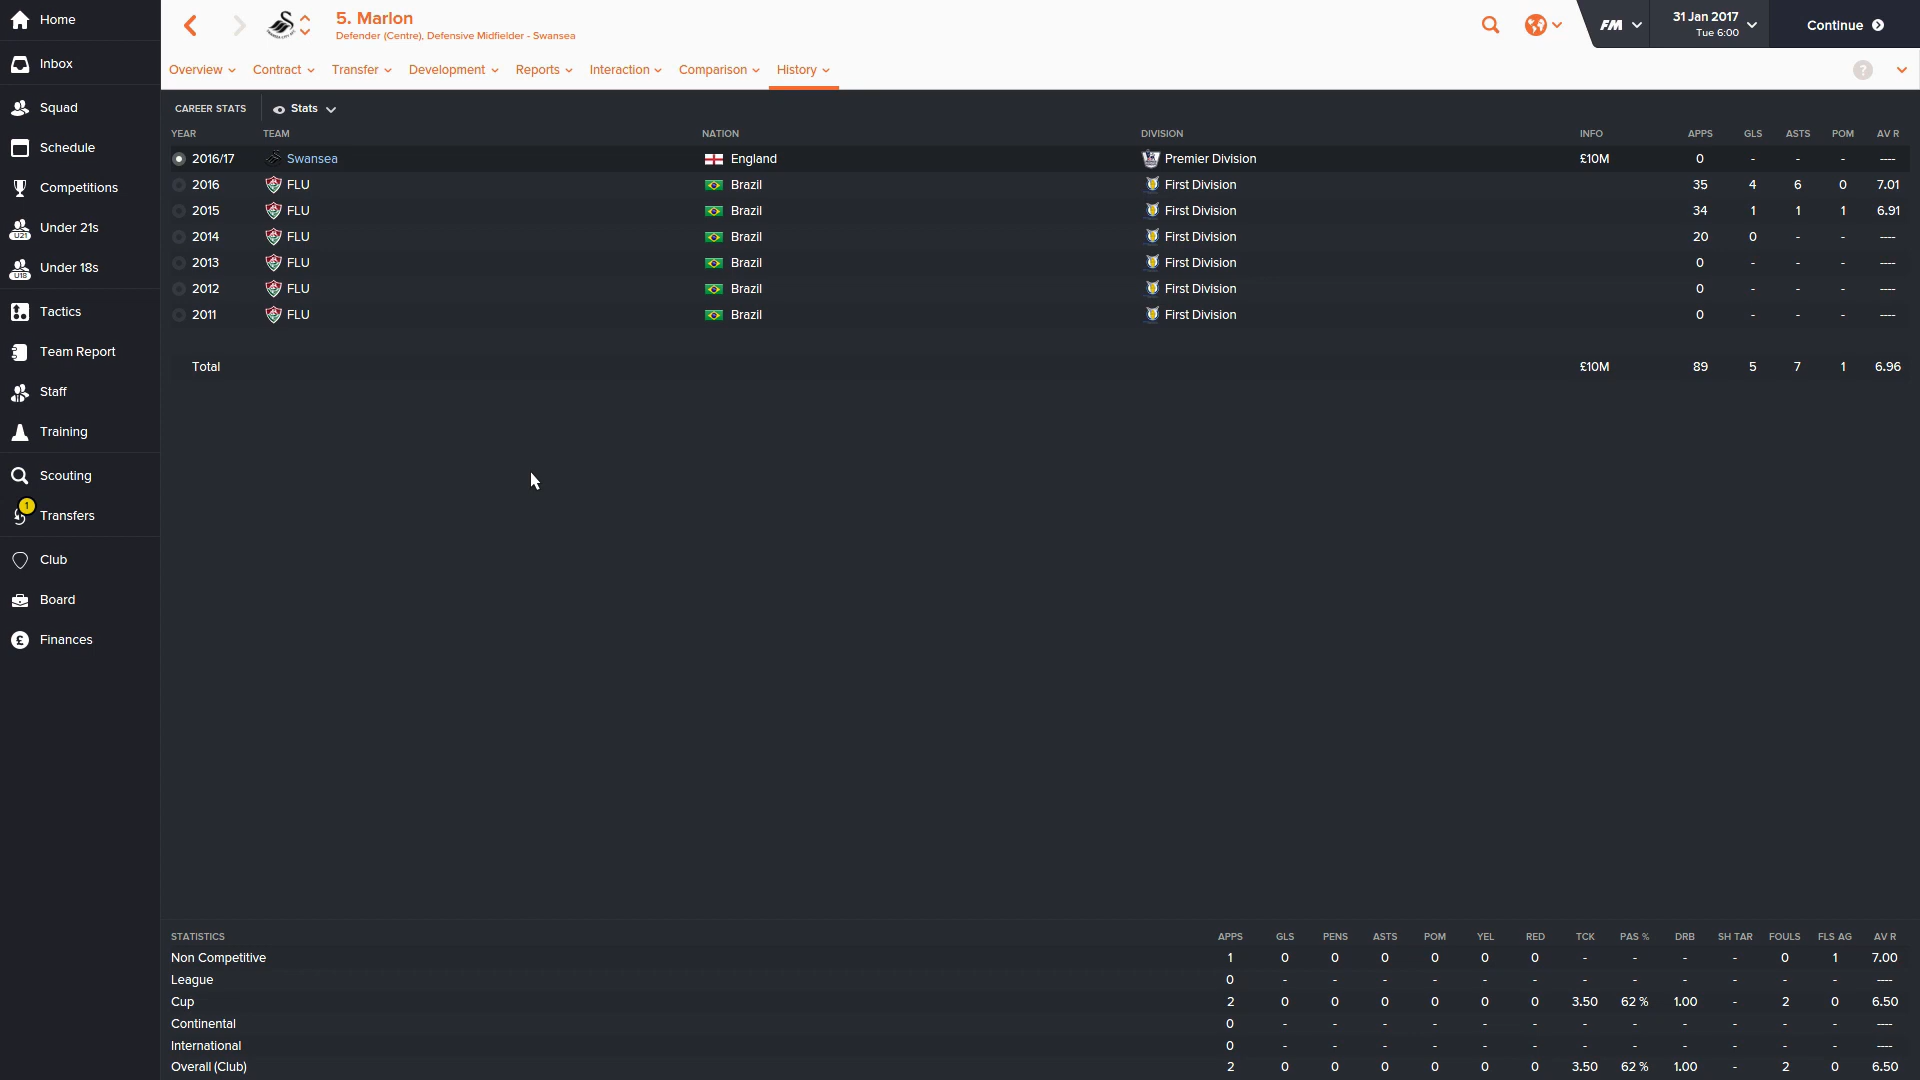 Home
Inbox
Squad
Schedule
Competitions
U21 Under 21s
U18 Under 18s
Tactics
Team Report
Staff
Training
Scouting
1
Transfers
Club
Board
£ Finances
5. Marlon
Defender (Centre), Defensive Midfielder - Swansea
FM
31 Jan 2017
Tue 6:00
Continue
Overview Contract Transfer Development Reports Interaction Comparison History ?
CAREER STATS Stats
YEAR TEAM NATION DIVISION INFO APPS GLS ASTS POM AV R
2016/17 Swansea England Premier Division £10M 0 - - - ----
2016 FLU Brazil First Division 35 4 6 0 7.01
2015 FLU Brazil First Division 34 1 1 1 6.91
2014 FLU Brazil First Division 20 0 - - ----
2013 FLU Brazil First Division 0 - - - ----
2012 FLU Brazil First Division 0 - - - ----
2011 FLU Brazil First Division 0 - - - ----
Total £10M 89 5 7 1 6.96
STATISTICS APPS GLS PENS ASTS POM YEL RED TCK PAS % DRB SH TAR FOULS FLS AG AV R
Non Competitive 1 0 0 0 0 0 0 - - - - 0 1 7.00
League 0 - - - - - - - - - - - - ----
Cup 2 0 0 0 0 0 0 3.50 62 % 1.00 - 2 0 6.50
Continental 0 - - - - - - - - - - - - ----
International 0 - - - - - - - - - - - - ----
Overall (Club) 2 0 0 0 0 0 0 3.50 62 % 1.00 - 2 0 6.50